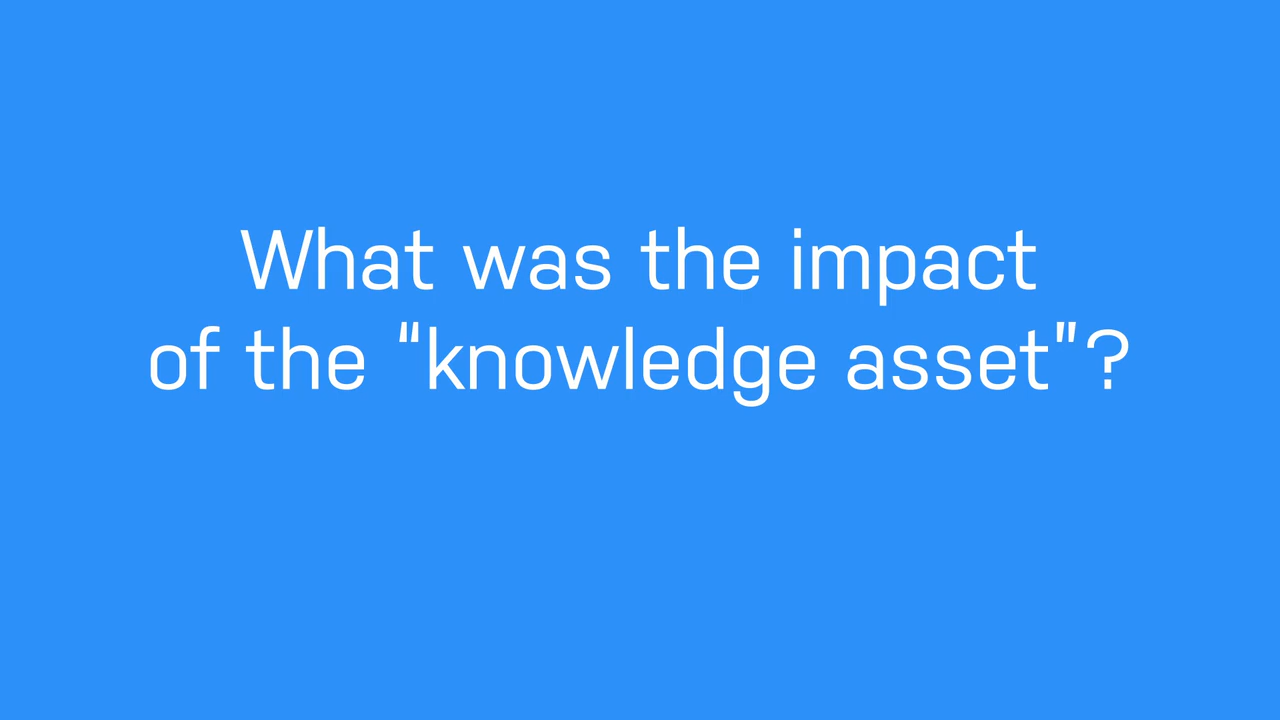 What was the impact
of the “knowledge asset”?